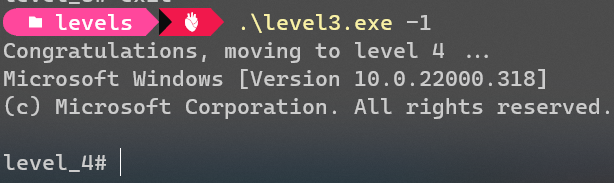 levels .\level3.exe -1
Congratulations, moving to level 4 ...
Microsoft Windows [Version 10.0.22000.318]
(c) Microsoft Corporation. All rights reserved.
level_4#